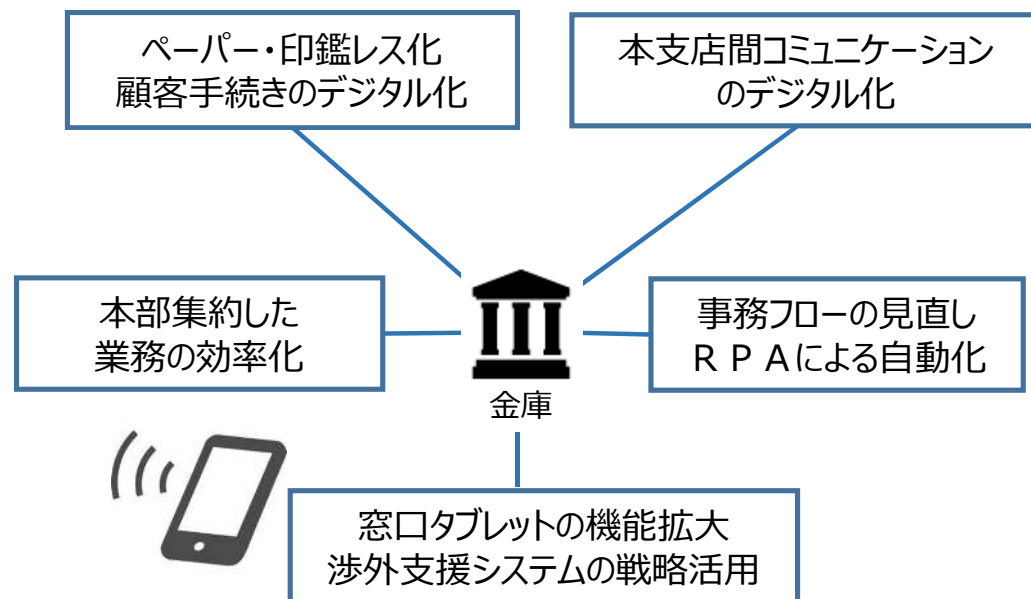 ペーパー・印鑑レス化
顧客手続きのデジタル化
本支店間コミュニケーション
のデジタル化
本部集約した
業務の効率化
事務フローの見直し
ＲＰＡによる自動化
金庫
窓口タブレットの機能拡大
渉外支援システムの戦略活用